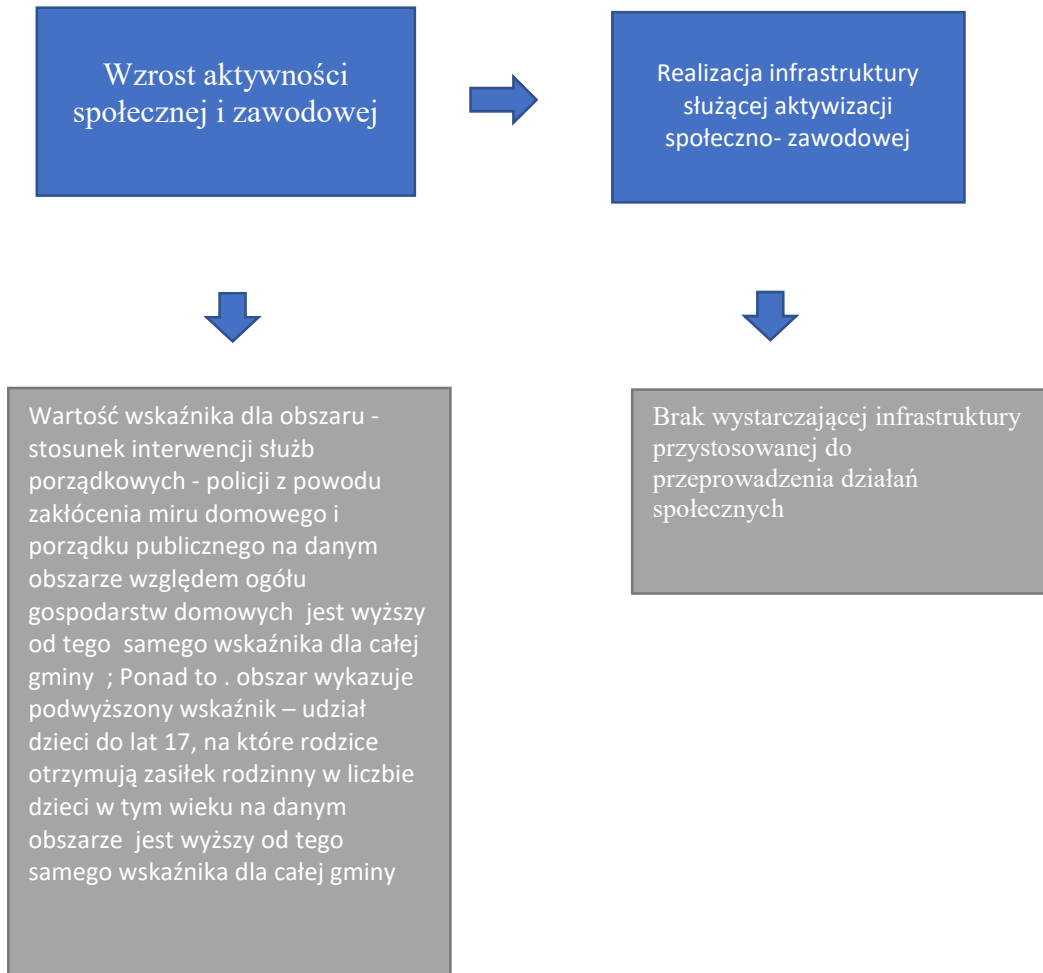 Wzrost aktywności
społecznej i zawodowej
Realizacja infrastruktury
służącej aktywizacji
społeczno- zawodowej
Wartość wskaźnika dla obszaru -
stosunek interwencji służb
porządkowych - policji z powodu
zakłócenia miru domowego i
porządku publicznego na danym
obszarze względem ogółu
gospodarstw domowych  jest wyższy
od tego  samego wskaźnika dla całej
gminy  ; Ponad to . obszar wykazuje
podwyższony wskaźnik – udział
dzieci do lat 17, na które rodzice
otrzymują zasiłek rodzinny w liczbie
dzieci w tym wieku na danym
obszarze  jest wyższy od tego
samego wskaźnika dla całej gminy
Brak wystarczającej infrastruktury
przystosowanej do
przeprowadzenia działań
społecznych